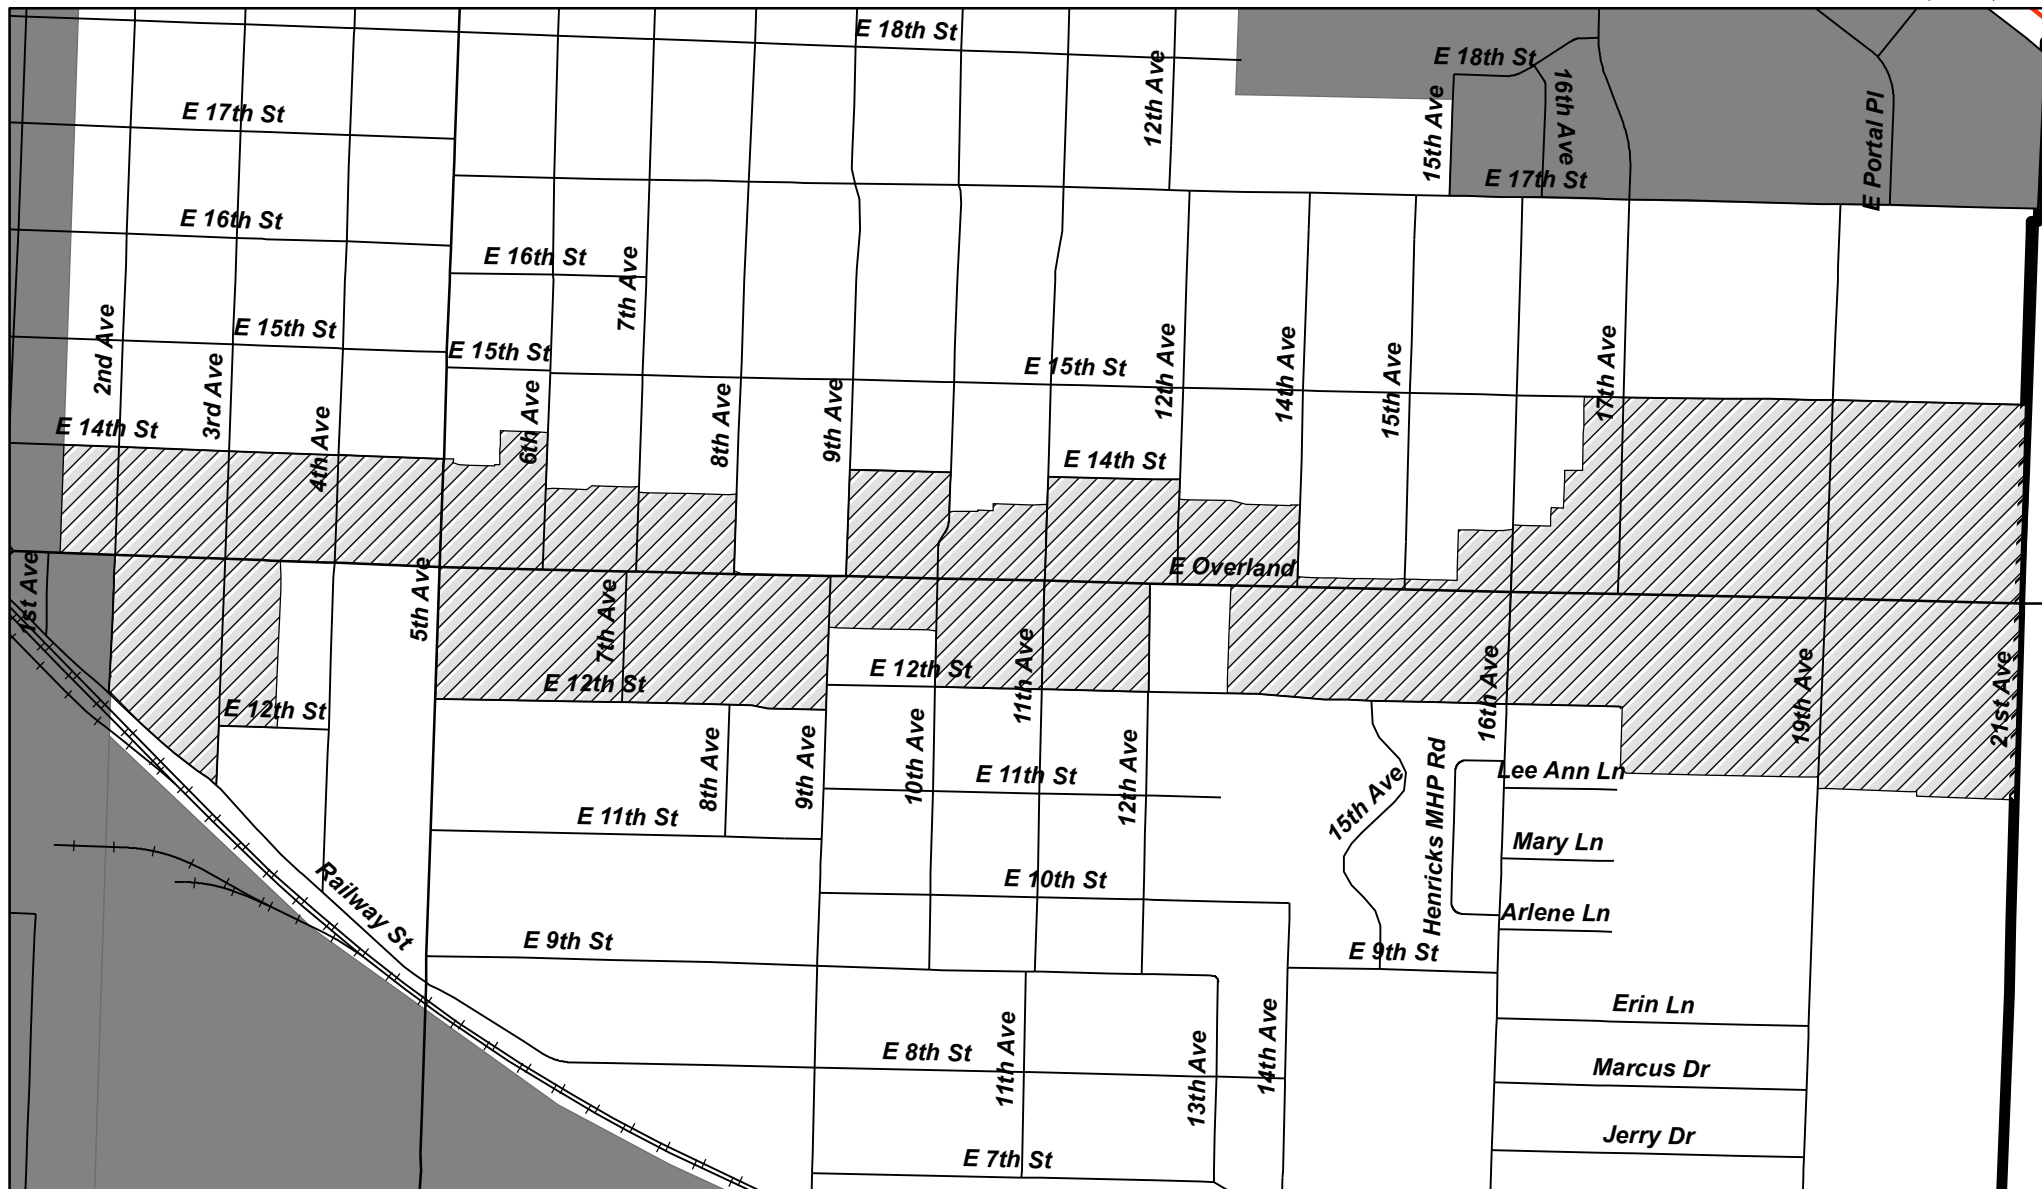 E 18th St
E 18th St
12th Ave
16th Ave
15th Ave
E Portal Pl
E 17th St
E 17th St
E 16th St
E 16th St
7th Ave
E 15th St
2nd Ave
3rd Ave
E 15th St
E 15th St
12th Ave
14th Ave
15th Ave
17th Ave
E 14th St
4th Ave
6th Ave
8th Ave
9th Ave
E 14th St
E Overland
1st Ave
5th Ave
7th Ave
E 12th St
E 12th St
E 12th St
11th Ave
16th Ave
19th Ave
21st Ave
8th Ave
9th Ave
10th Ave
E 11th St
12th Ave
15th Ave
Henricks MHP Rd
Lee Ann Ln
E 11th St
Mary Ln
Railway St
E 10th St
Arlene Ln
E 9th St
E 9th St
Erin Ln
11th Ave
13th Ave
14th Ave
E 8th St
Marcus Dr
Jerry Dr
E 7th St